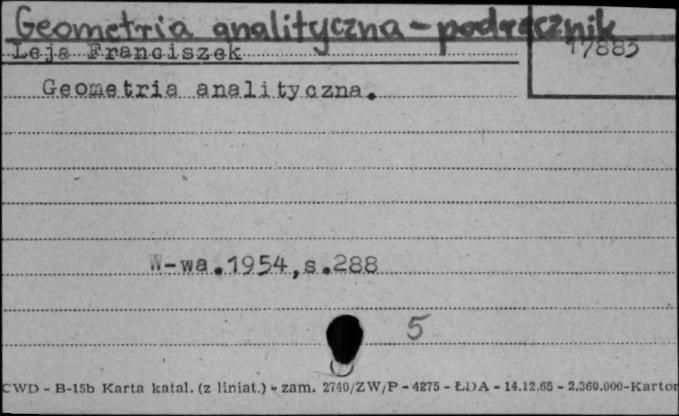 Geometria analityczna - podręcznik
Leja Franciszek
17883
Geometria analityczna.
W-wa.1954,s.288
5
CWD - B-15b Karta katal. (z liniat.) - zam. 2740/ZW/P - 4275 - ŁDA - 14.12.65 - 2.360.000-Karton